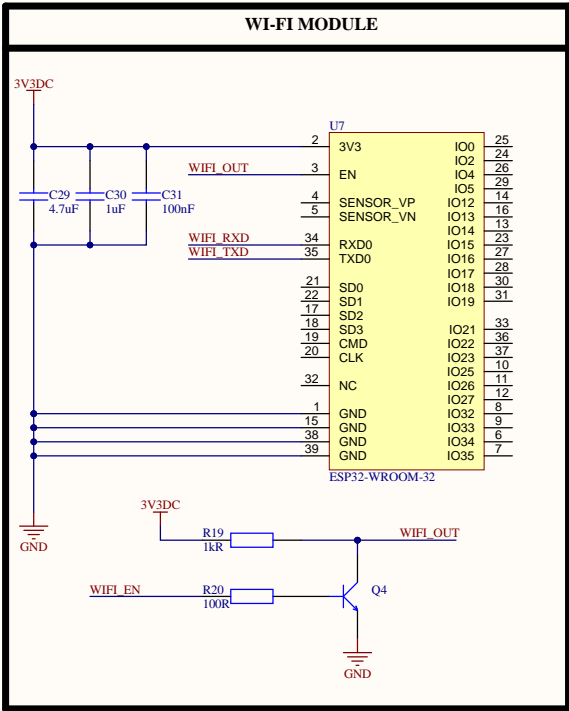 WI-FI MODULE
3V3DC
U7
2 3V3 IO0 25
IO2 24
WIFI_OUT 3 EN IO4 26
IO5 29
C29 C30 C31 4 SENSOR_VP IO12 14
4.7uF 1uF 100nF 5 SENSOR_VN IO13 16
IO14 13
WIFI_RXD 34 RXD0 IO15 23
WIFI_TXD 35 TXD0 IO16 27
IO17 28
21 SD0 IO18 30
22 SD1 IO19 31
17 SD2
18 SD3 IO21 33
19 CMD IO22 36
20 CLK IO23 37
IO25 10
32 NC IO26 11
IO27 12
1 GND IO32 8
15 GND IO33 9
38 GND IO34 6
39 GND IO35 7
ESP32-WROOM-32
GND
3V3DC
R19 WIFI_OUT
1kR
WIFI_EN R20 Q4
100R
GND